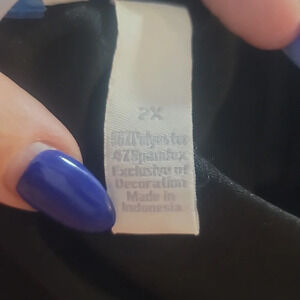 2X
96%Polyester
4%Spandex
Exclusive of
Decoration
Made in
Indonesia